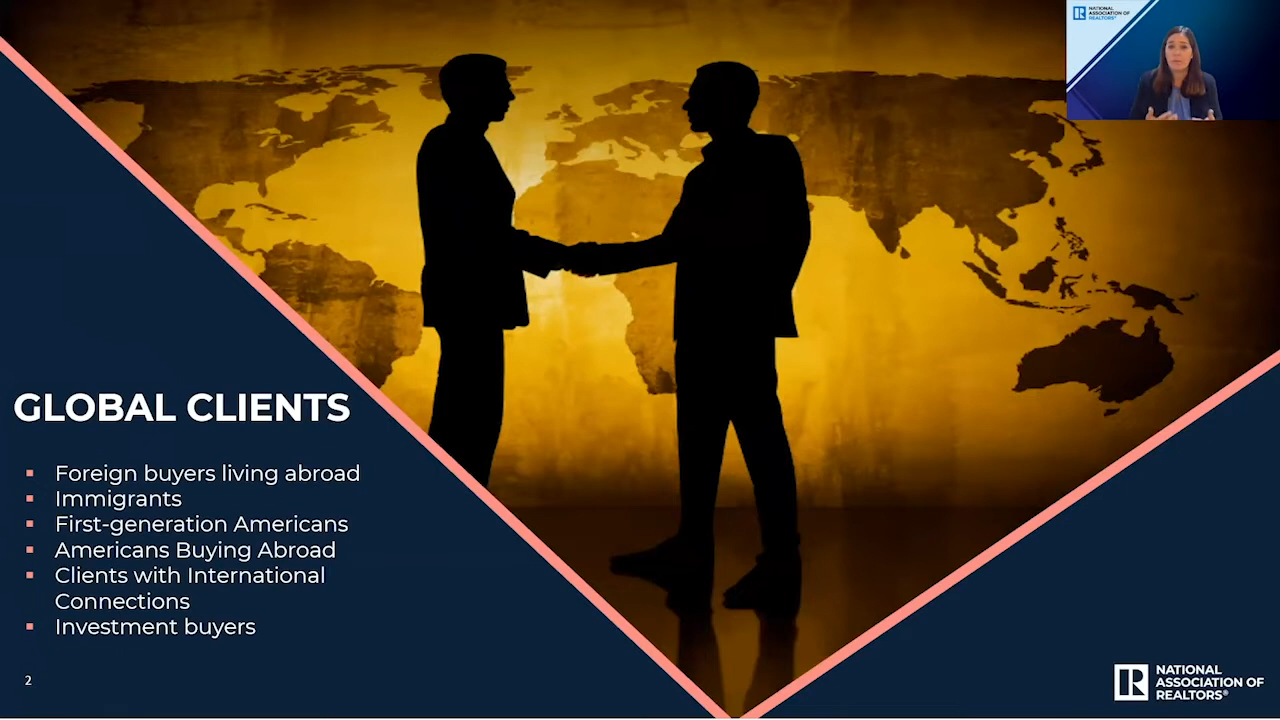 NATIONAL
ASSOCIATION OF
REALTORS®
GLOBAL CLIENTS
Foreign buyers living abroad
Immigrants
First-generation Americans
Americans Buying Abroad
Clients with International
Connections
Investment buyers
2
NATIONAL
ASSOCIATION OF
REALTORS®